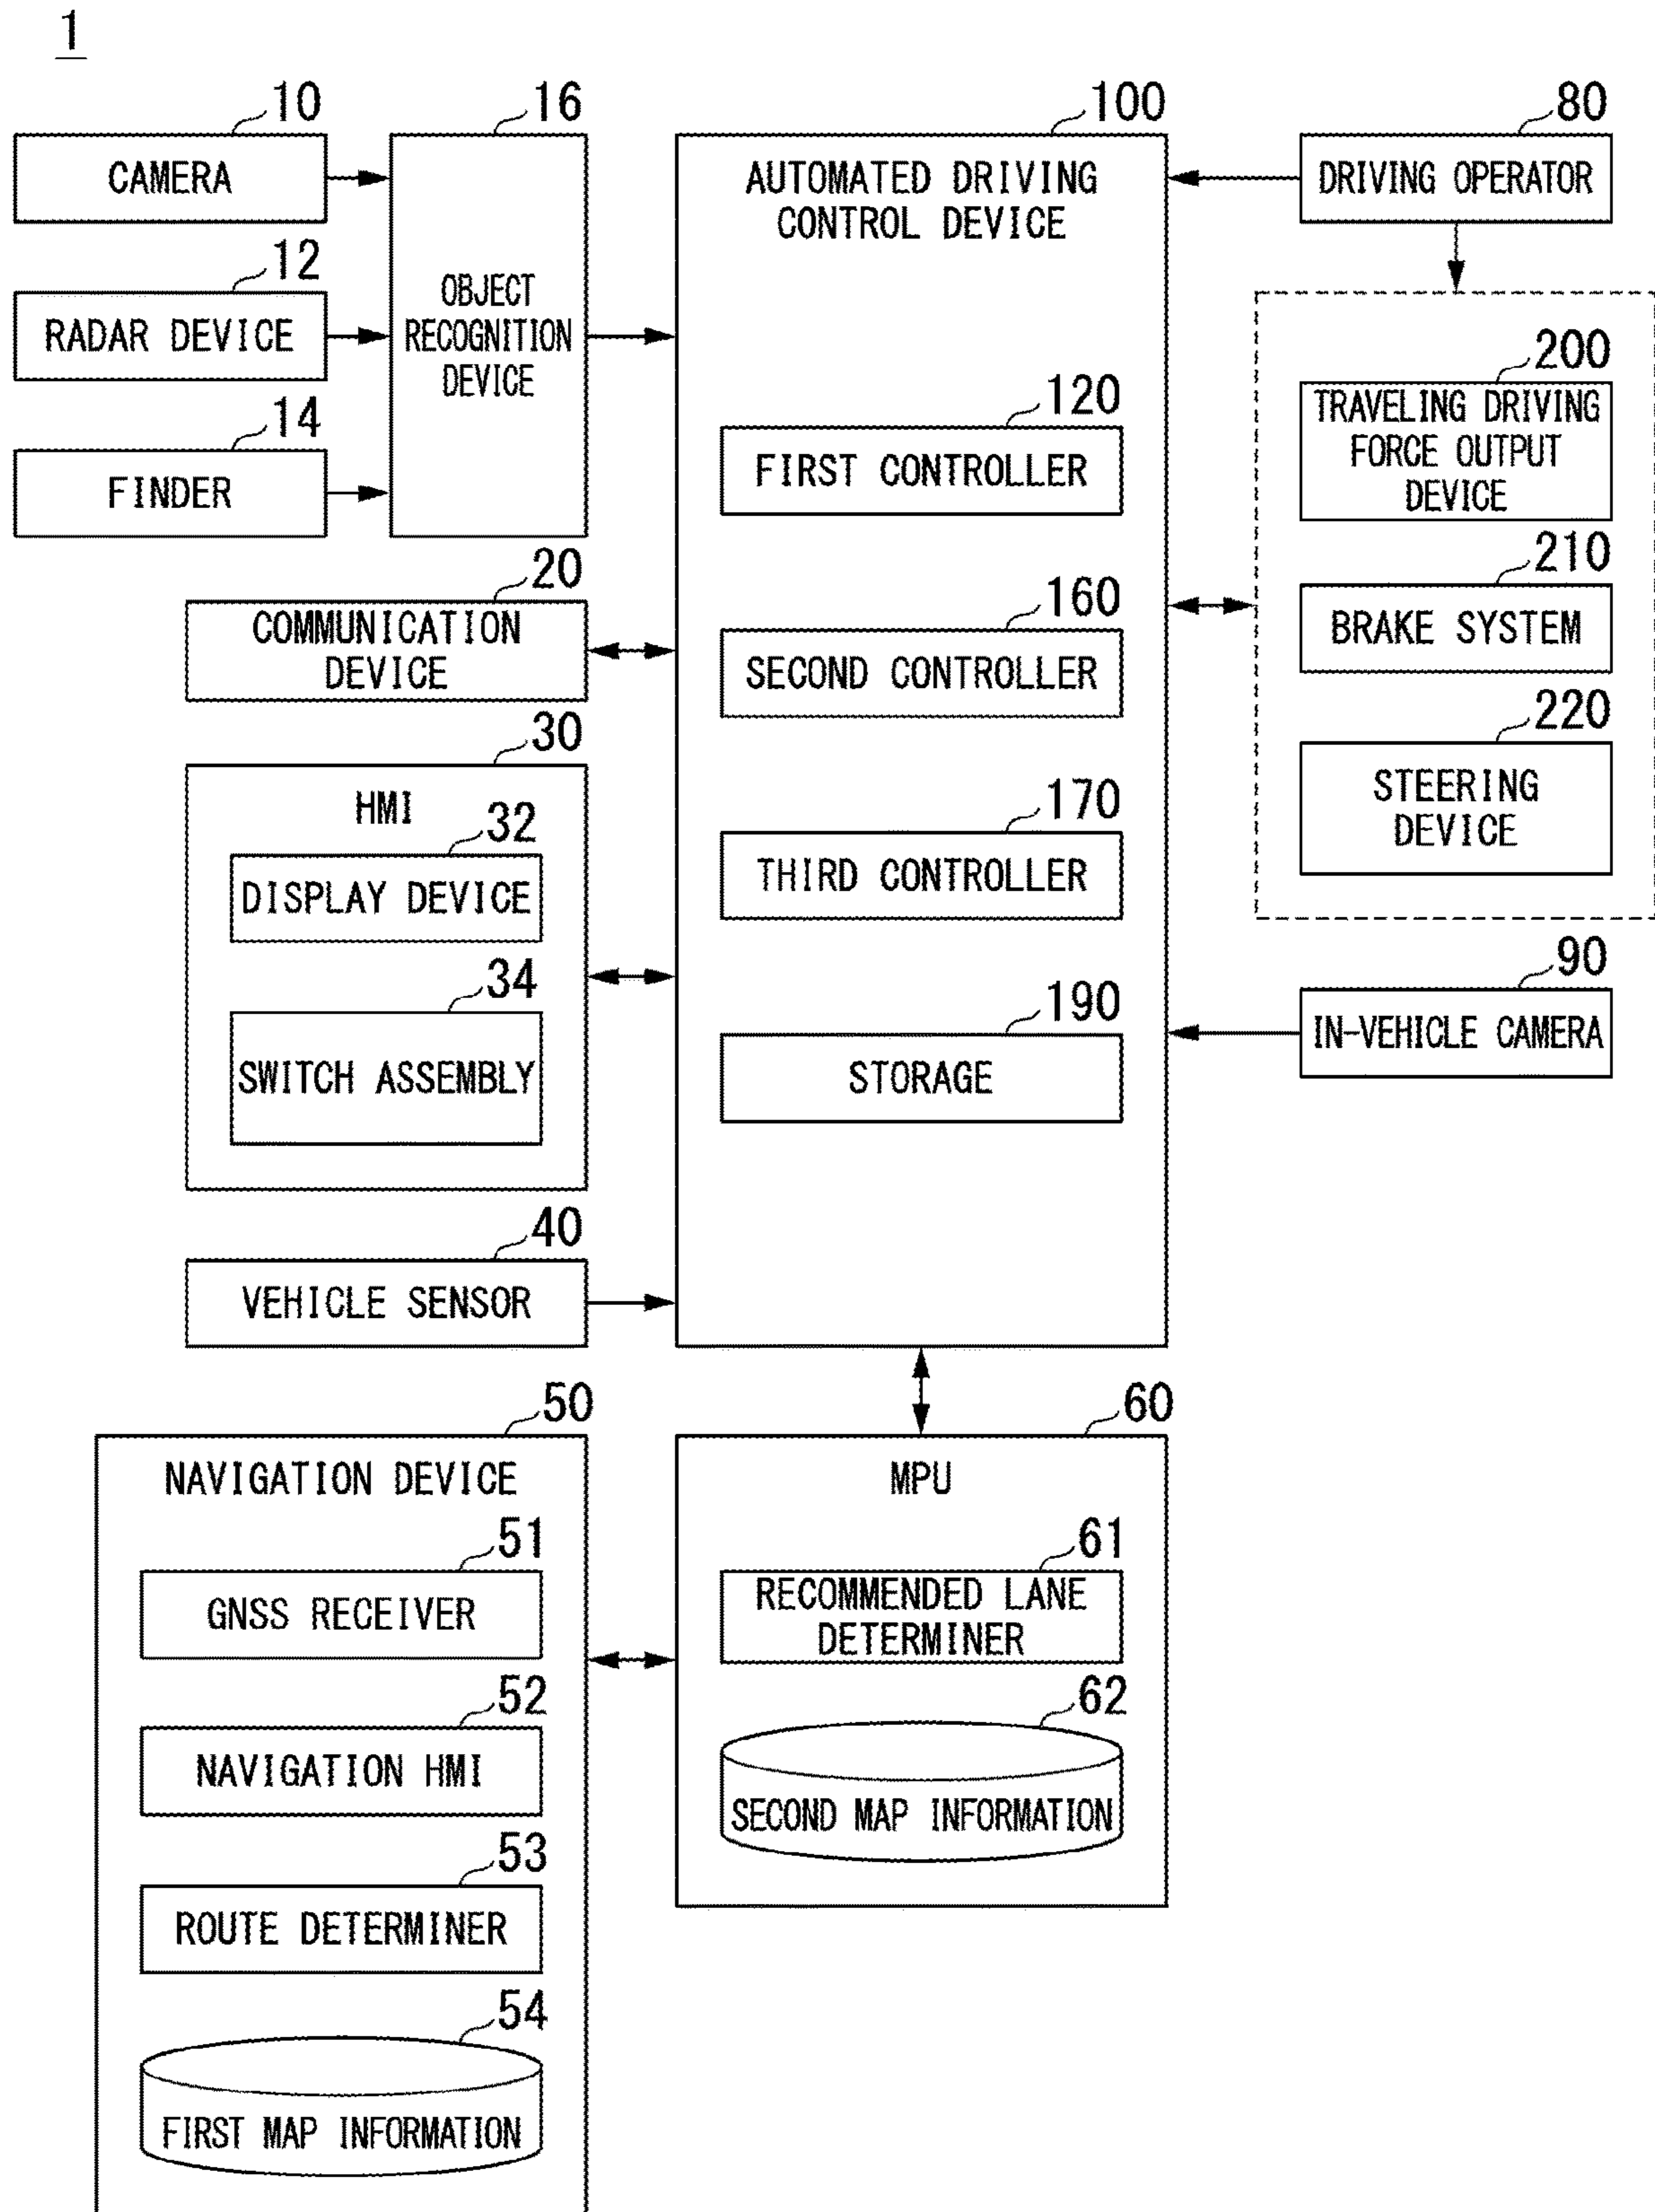 1
10
CAMERA
12
RADAR DEVICE
14
FINDER
16
OBJECT
RECOGNITION
DEVICE
20
COMMUNICATION
DEVICE
30
HMI
32
DISPLAY DEVICE
34
SWITCH ASSEMBLY
40
VEHICLE SENSOR
100
AUTOMATED DRIVING
CONTROL DEVICE
120
FIRST CONTROLLER
160
SECOND CONTROLLER
170
THIRD CONTROLLER
190
STORAGE
80
DRIVING OPERATOR
200
TRAVELING DRIVING
FORCE OUTPUT
DEVICE
210
BRAKE SYSTEM
220
STEERING
DEVICE
90
IN-VEHICLE CAMERA
50
NAVIGATION DEVICE
51
GNSS RECEIVER
52
NAVIGATION HMI
53
ROUTE DETERMINER
54
FIRST MAP INFORMATION
60
MPU
61
RECOMMENDED LANE
DETERMINER
62
SECOND MAP INFORMATION